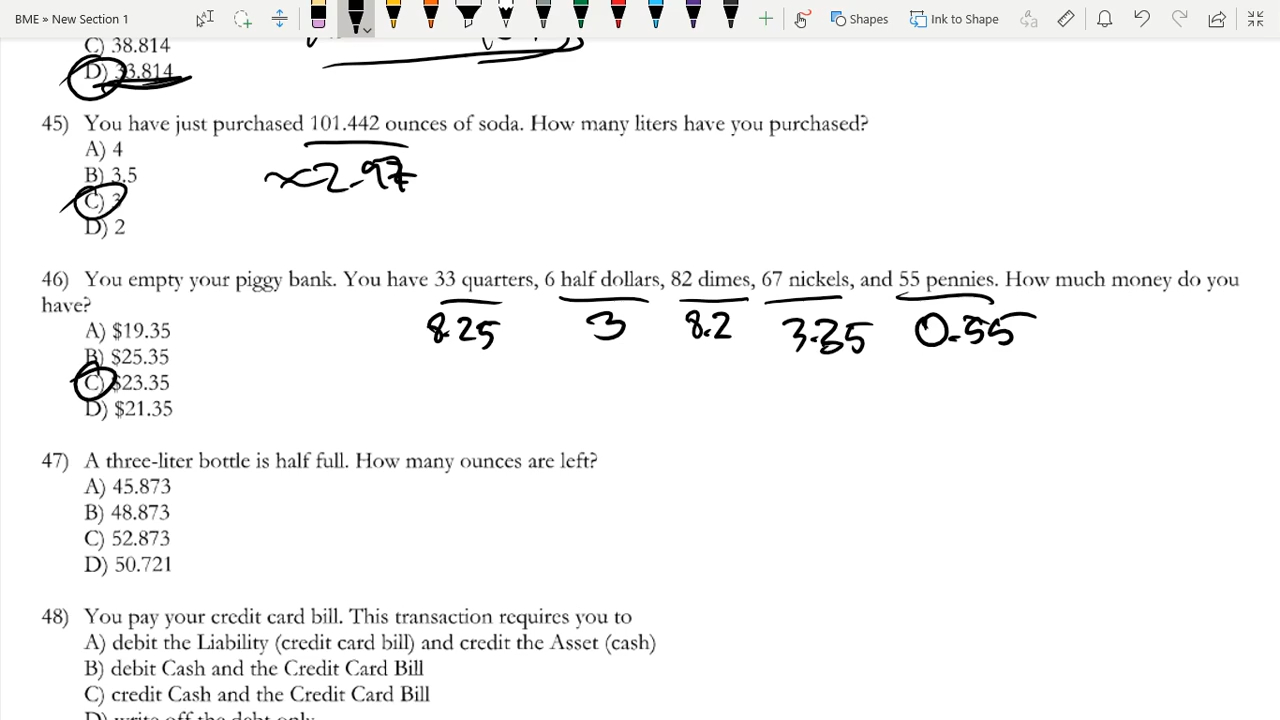 BME » New Section 1
Shapes
Ink to Shape
C) 38.814
D) 33.814
45) You have just purchased 101.442 ounces of soda. How many liters have you purchased?
A) 4
≈2.97
B) 3.5
C) 3
D) 2
46) You empty your piggy bank. You have 33 quarters, 6 half dollars, 82 dimes, 67 nickels, and 55 pennies. How much money do you
have?
8.25 3 8.2 3.35 0.55
A) $19.35
B) $25.35
C) $23.35
D) $21.35
47) A three-liter bottle is half full. How many ounces are left?
A) 45.873
B) 48.873
C) 52.873
D) 50.721
48) You pay your credit card bill. This transaction requires you to
A) debit the Liability (credit card bill) and credit the Asset (cash)
B) debit Cash and the Credit Card Bill
C) credit Cash and the Credit Card Bill
D) write off the debt only